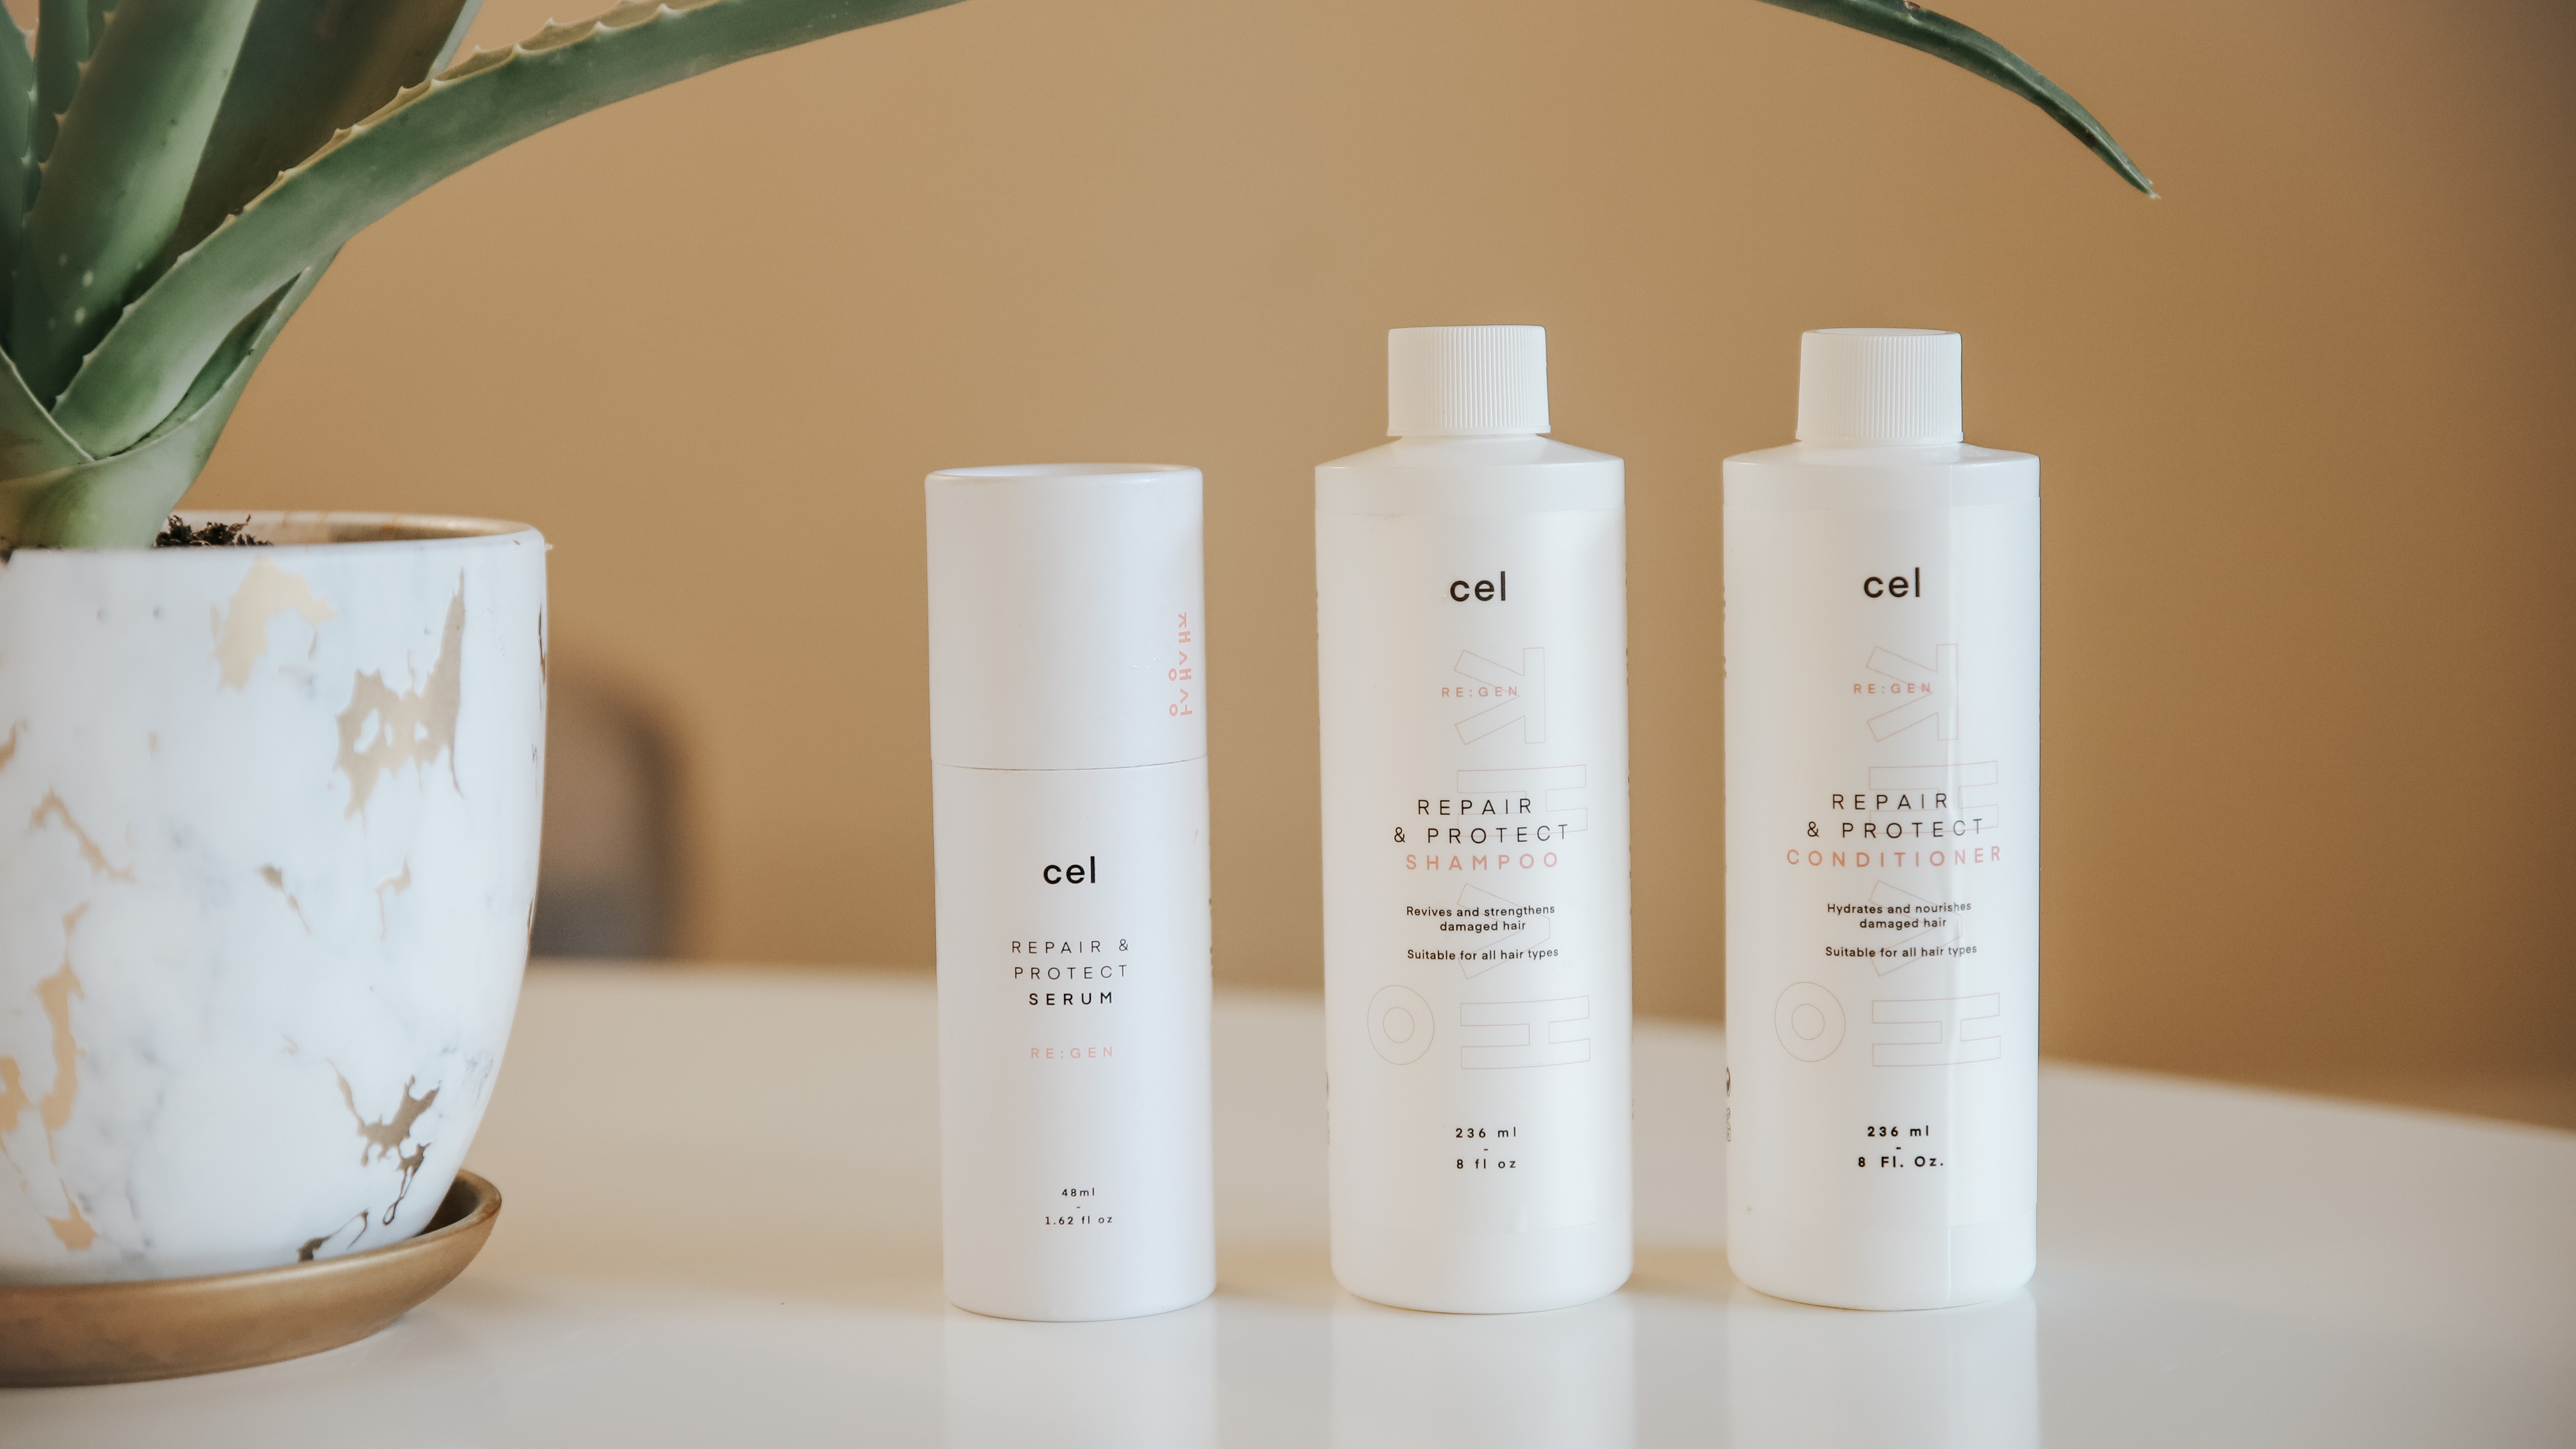 cel
REPAIR &
PROTECT
SERUM
RE:GEN
48ml
-
1.62 fl oz
cel
RE:GEN
REPAIR
& PROTECT
SHAMPOO
Revives and strengthens
damaged hair
Suitable for all hair types
236 ml
-
8 fl oz
cel
RE:GEN
REPAIR
& PROTECT
CONDITIONER
Hydrates and nourishes
damaged hair
Suitable for all hair types
236 ml
-
8 Fl. Oz.